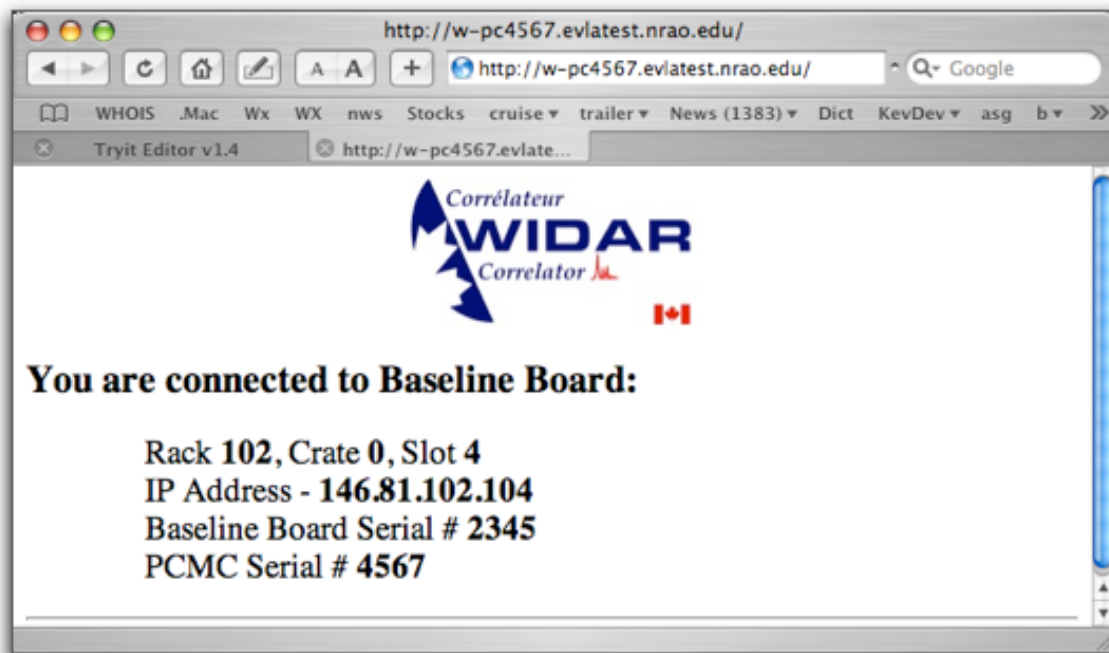 http://w-pc4567.evlatest.nrao.edu/
A A + http://w-pc4567.evlatest.nrao.edu/ Q Google
WHOIS .Mac Wx WX nws Stocks cruise trailer News (1383) Dict KevDev asg b
Tryit Editor v1.4 http://w-pc4567.evlate...
Corrélateur
WIDAR
Correlator
You are connected to Baseline Board:
Rack 102, Crate 0, Slot 4
IP Address - 146.81.102.104
Baseline Board Serial # 2345
PCMC Serial # 4567